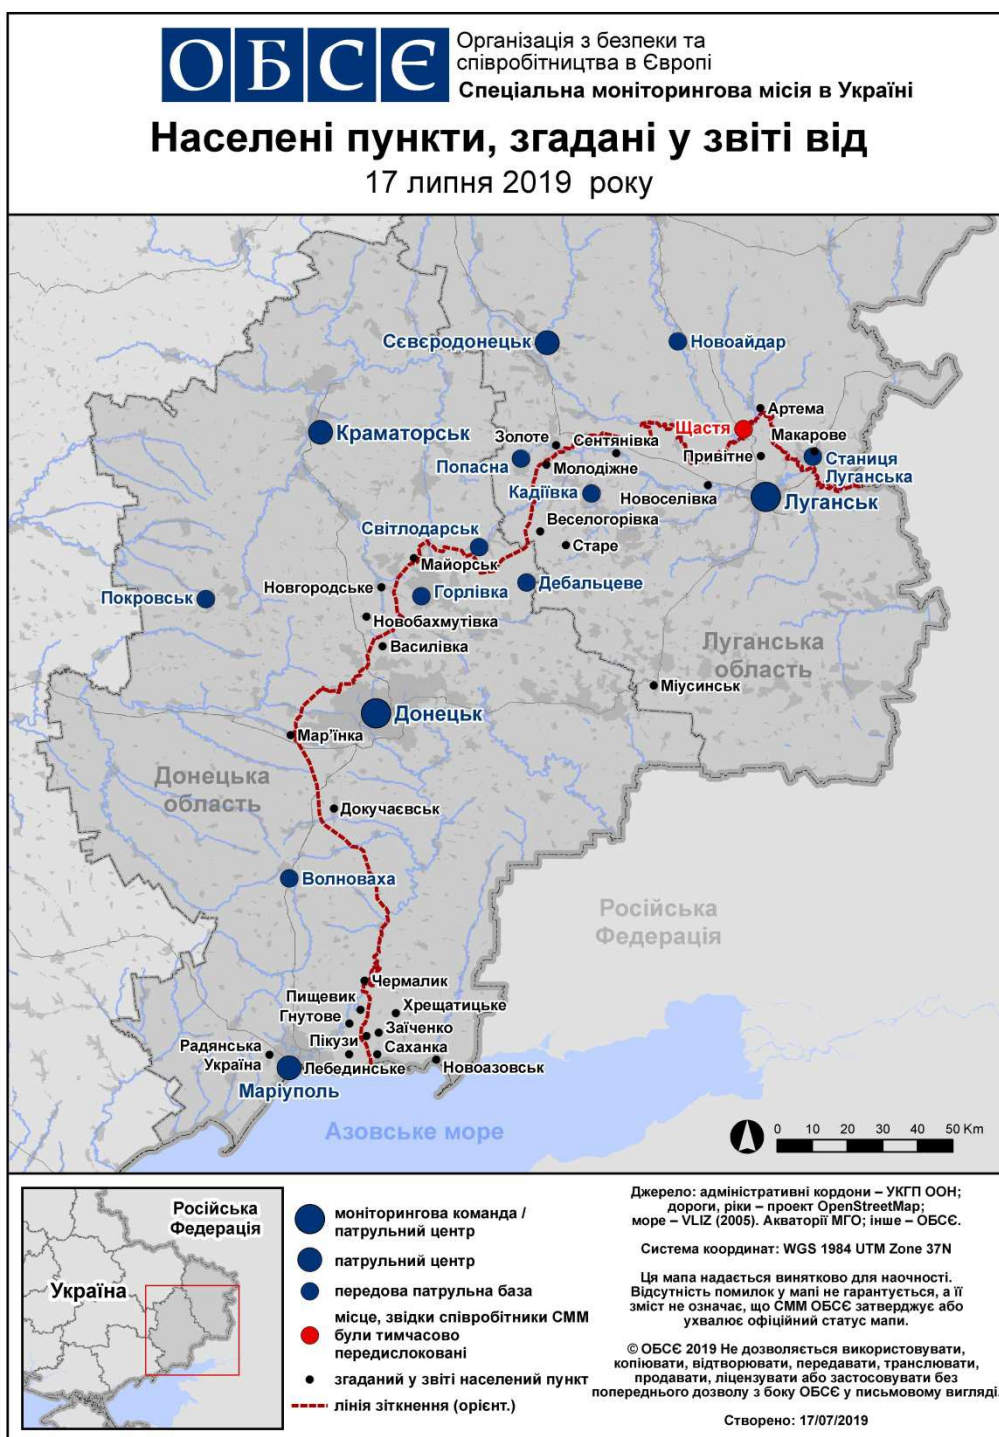 ОБСЄ
Організація з безпеки та
співробітництва в Європі
Спеціальна моніторингова місія в Україні
Населені пункти, згадані у звіті від
17 липня 2019 року
Сєвєродонецьк
Новоайдар
Артема
Щастя
Макарове
Краматорськ
Золоте
Сентянівка
Привітне
Станиця
Луганська
Попасна
Молодіжне
Кадіївка
Новоселівка
Луганськ
Світлодарськ
Веселогорівка
Старе
Майорськ
Новгородське
Дебальцеве
Покровськ
Горлівка
Новобахмутівка
Василівка
Луганська
область
Міусинськ
Донецьк
Мар'їнка
Донецька
область
Докучаєвськ
Волноваха
Російська
Федерація
Чермалик
Пищевик
Хрещатицьке
Гнутове
Заїченко
Пікузи
Радянська
Україна
Саханка
Лебединське
Новоазовськ
Маріуполь
Азовське море
0 10 20 30 40 50 Km
Російська
Федерація
Україна
моніторингова команда /
патрульний центр
патрульний центр
передова патрульна база
місце, звідки співробітники СММ
були тимчасово
передислоковані
згаданий у звіті населений пункт
лінія зіткнення (орієнт.)
Джерело: адміністративні кордони – УКГП ООН;
дороги, ріки – проект OpenStreetMap;
море – VLIZ (2005). Акваторії МГО; інше – ОБСЄ.
Система координат: WGS 1984 UTM Zone 37N
Ця мапа надається винятково для наочності.
Відсутність помилок у мапі не гарантується, а її
зміст не означає, що СММ ОБСЄ затверджує або
ухвалює офіційний статус мапи.
© ОБСЄ 2019 Не дозволяється використовувати,
копіювати, відтворювати, передавати, транслювати,
продавати, ліцензувати або застосовувати без
попереднього дозволу з боку ОБСЄ у письмовому вигляді.
Створено: 17/07/2019